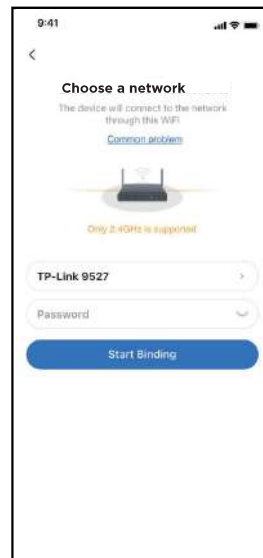 9:41
Choose a network
The device will connect to the network
through this WiFi
Common problem
Only 2.4GHz is supported
TP-Link 9527
Password
Start Binding